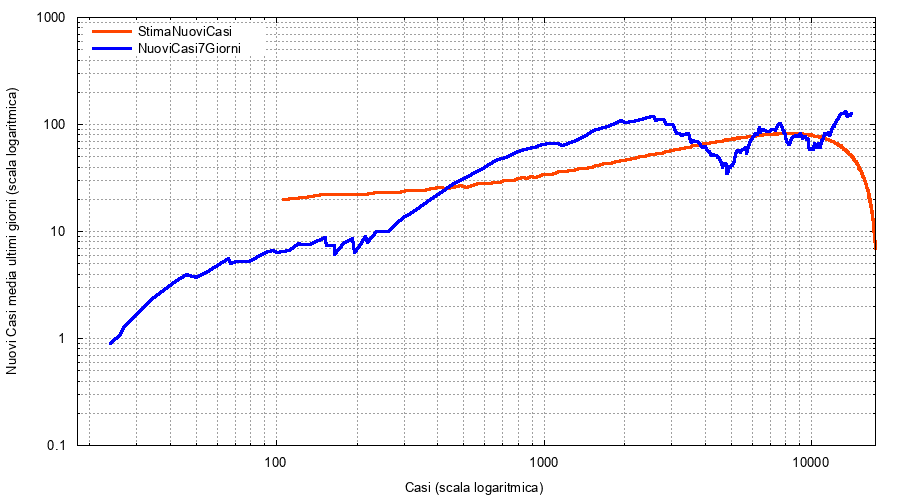 1000
100
10
1
0.1
StimaNuoviCasi
NuoviCasi7Giorni
Nuovi Casi media ultimi giorni (scala logaritmica)
100
1000
10000
Casi (scala logaritmica)